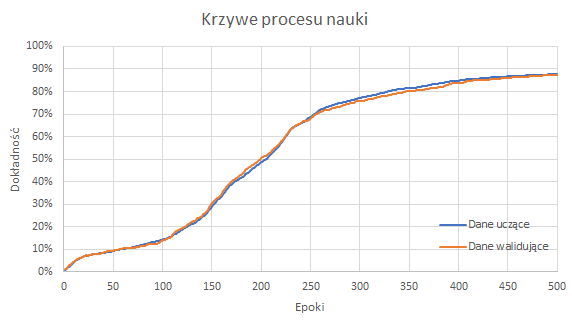 Krzywe procesu nauki
100%
90%
80%
70%
60%
50%
40%
30%
20%
10%
0%
Dokładność
Dane uczące
Dane walidujące
0 50 100 150 200 250 300 350 400 450 500
Epoki